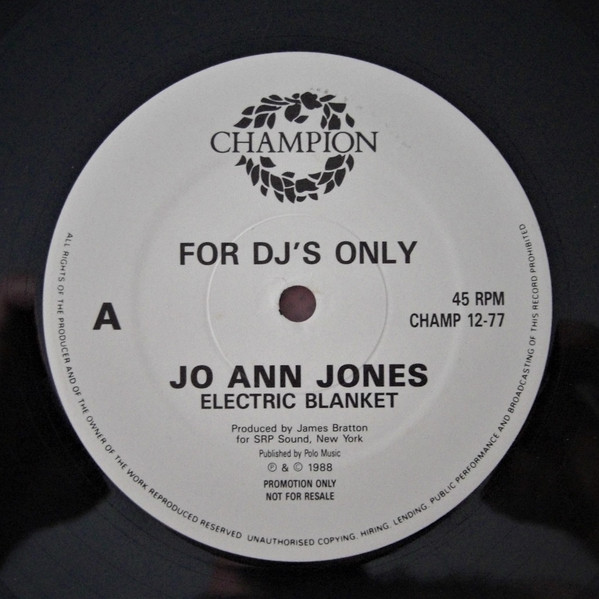 CHAMPION
FOR DJ'S ONLY
A
45 RPM
CHAMP 12-77
JO ANN JONES
ELECTRIC BLANKET
Produced by James Bratton
for SRP Sound, New York
Published by Polo Music
℗ & © 1988
PROMOTION ONLY
NOT FOR RESALE
ALL RIGHTS OF THE PRODUCER AND OF THE OWNER OF THE WORK REPRODUCED RESERVED UNAUTHORISED COPYING, HIRING, LENDING, PUBLIC PERFORMANCE AND BROADCASTING OF THIS RECORD PROHIBITED